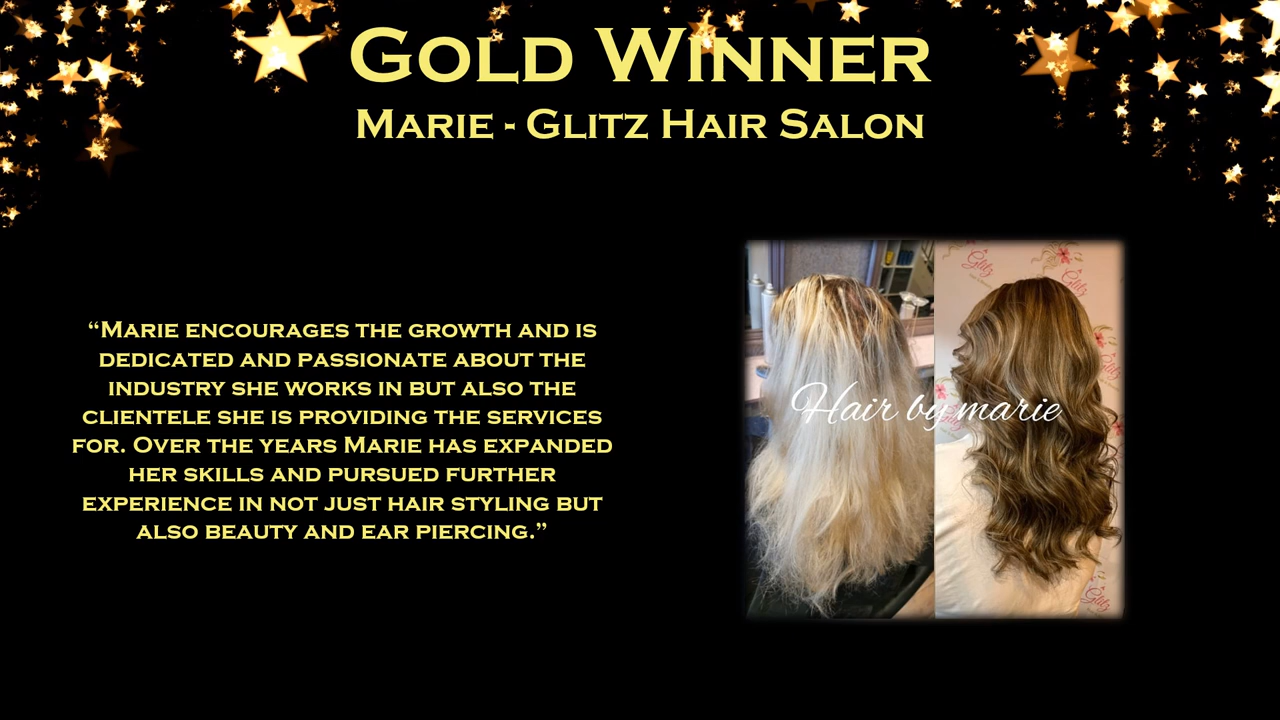 Gold Winner
Marie - Glitz Hair Salon
“Marie encourages the growth and is
dedicated and passionate about the
industry she works in but also the
clientele she is providing the services
for. Over the years Marie has expanded
her skills and pursued further
experience in not just hair styling but
also beauty and ear piercing.”
Glitz
Glitz
Hair by marie
Glitz